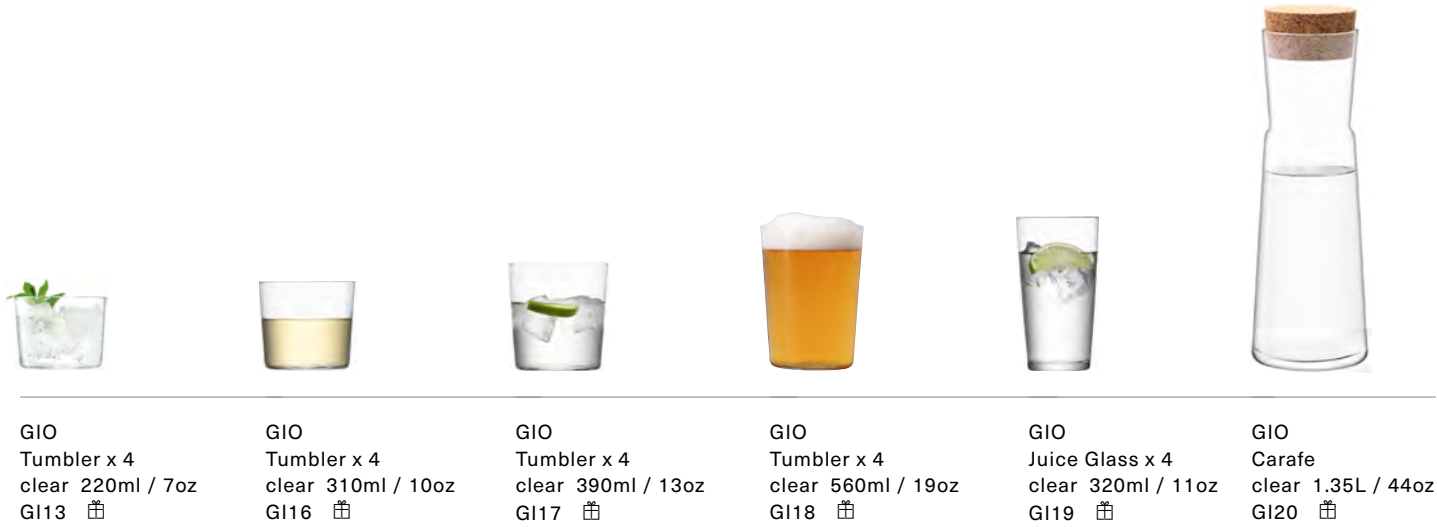 GIO
Tumbler x 4
clear 220ml / 7oz
GI13
GIO
Tumbler x 4
clear 310ml / 10oz
GI16
GIO
Tumbler x 4
clear 390ml / 13oz
GI17
GIO
Tumbler x 4
clear 560ml / 19oz
GI18
GIO
Juice Glass x 4
clear 320ml / 11oz
GI19
GIO
Carafe
clear 1.35L / 44oz
GI20